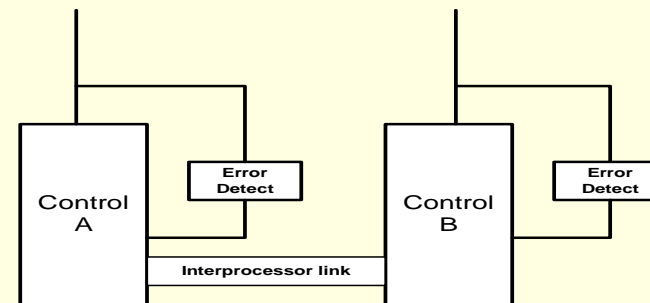 Error
Detect
Control
A
Interprocessor link
Control
B
Error
Detect